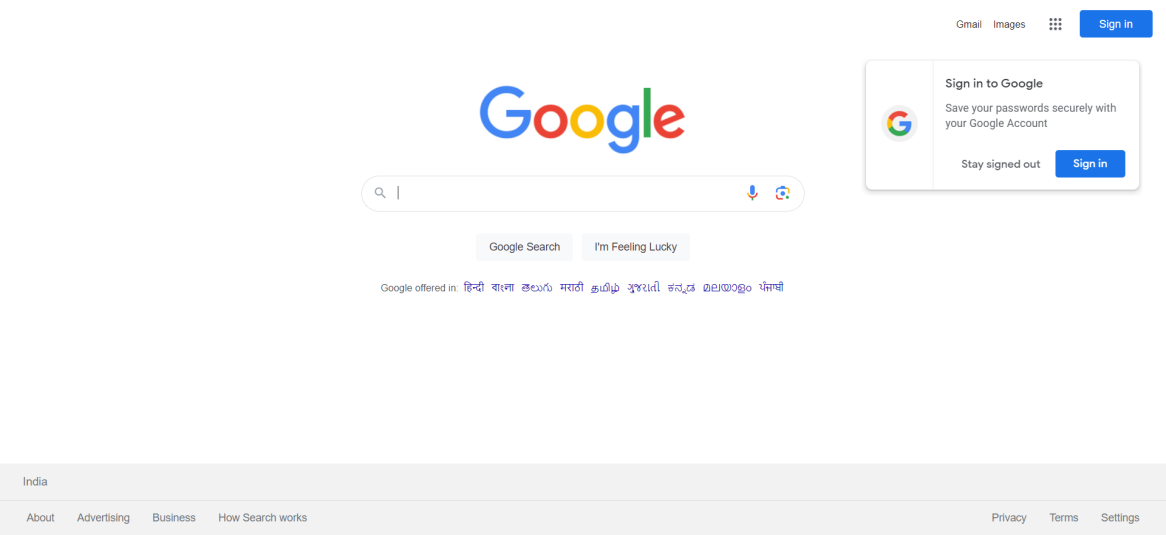 Gmail Images Sign in
Sign in to Google
Save your passwords securely with
your Google Account
Stay signed out Sign in
Google
Google Search I'm Feeling Lucky
Google offered in: हिन्दी বাংলা తెలుగు मराठी தமிழ் ગુજરાતી ಕನ್ನಡ മലയാളം ਪੰਜਾਬੀ
India
About Advertising Business How Search works Privacy Terms Settings